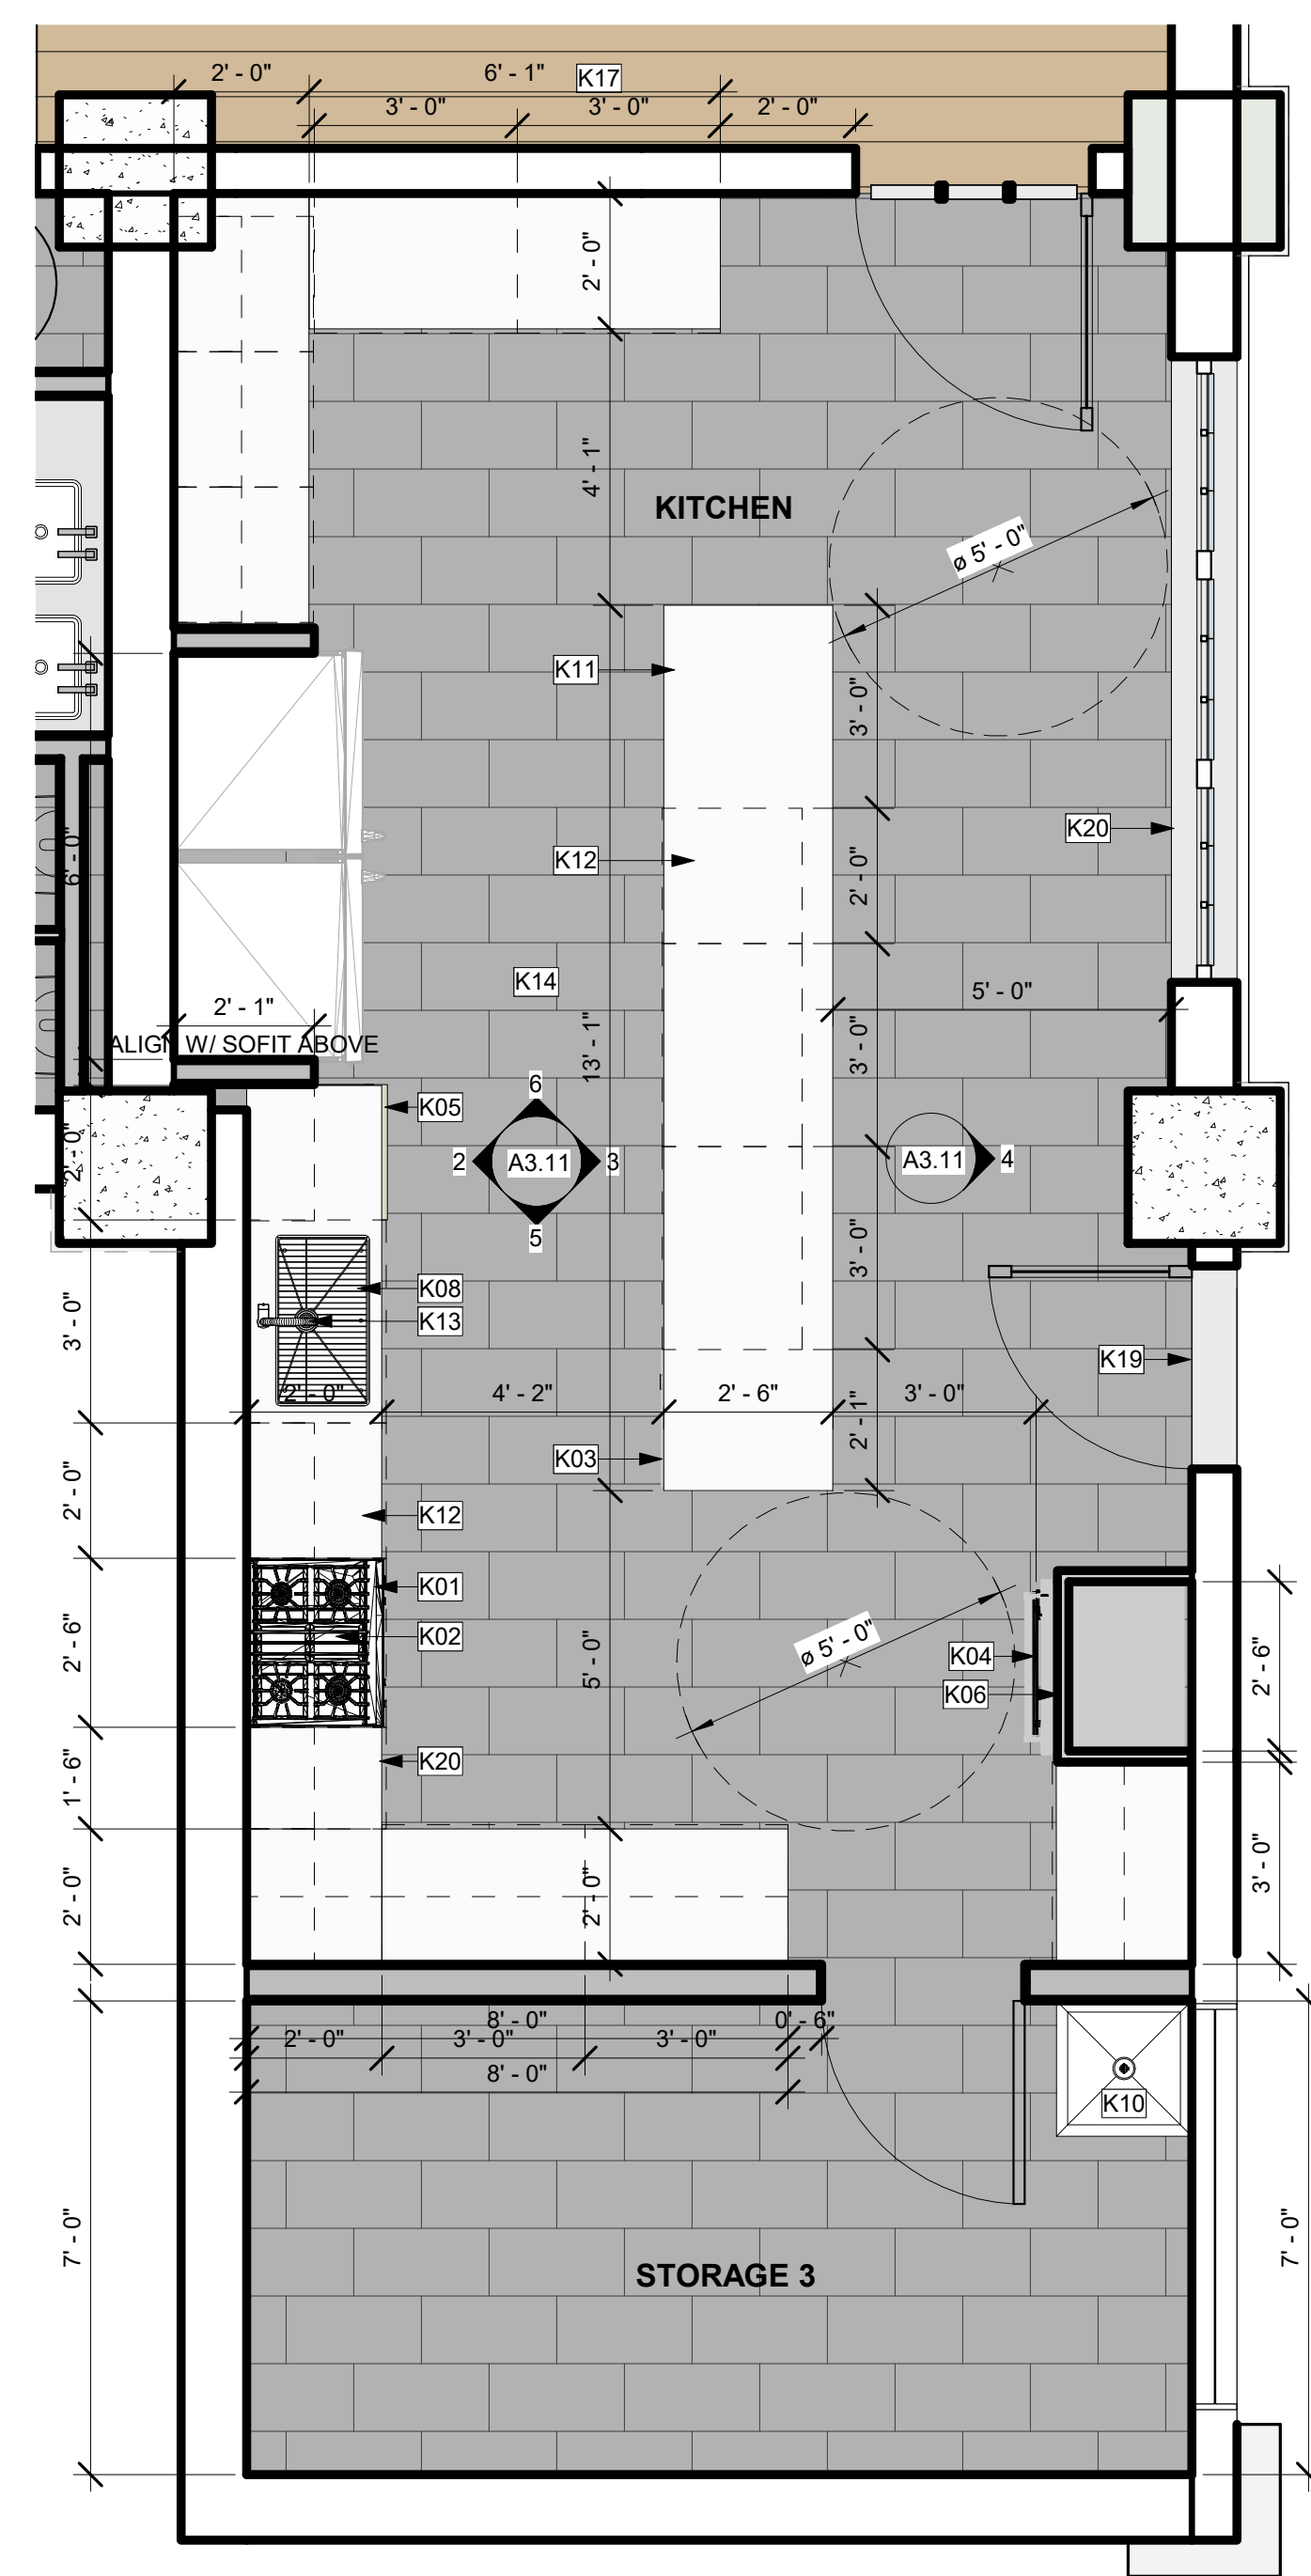 2' - 0"
6' - 1"
K17
3' - 0"
3' - 0"
2' - 0"
2' - 0"
4' - 1"
KITCHEN
ø 5' - 0"
K11
3' - 0"
K20
K12
2' - 0"
6' - 0"
K14
5' - 0"
2' - 1"
ALIGN W/ SOFIT ABOVE
13' - 1"
3' - 0"
K05
6
2
A3.11
3
5
A3.11
4
2' - 0"
3' - 0"
K08
K13
3' - 0"
K19
2' - 0"
4' - 2"
2' - 6"
3' - 0"
2' - 1"
K03
2' - 0"
K12
K01
K02
2' - 6"
5' - 0"
ø 5' - 0"
K04
K06
2' - 6"
K20
1' - 6"
2' - 0"
2' - 0"
3' - 0"
8' - 0"
0' - 6"
2' - 0"
3' - 0"
3' - 0"
8' - 0"
K10
7' - 0"
7' - 0"
STORAGE 3